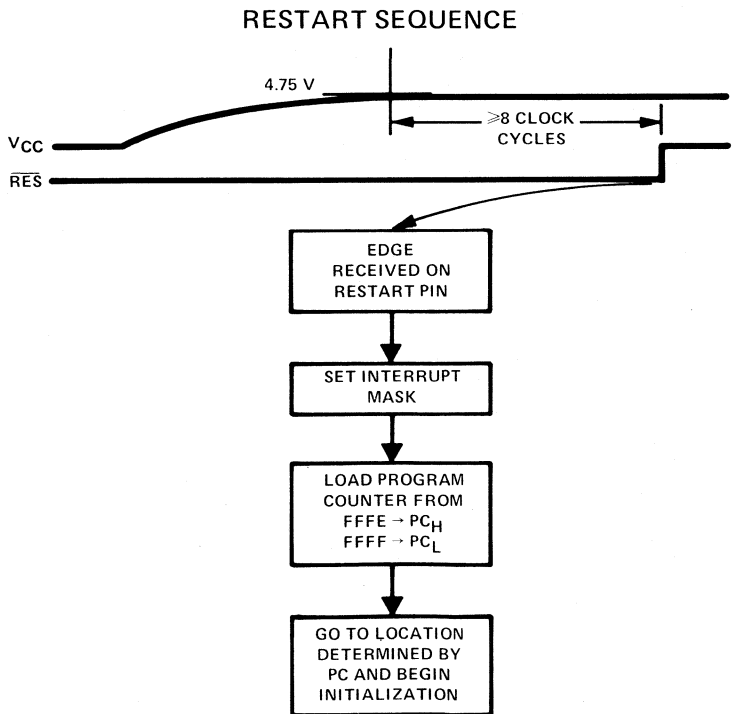 RESTART SEQUENCE
4.75 V
≥8 CLOCK
CYCLES
VCC
RES
EDGE
RECEIVED ON
RESTART PIN
SET INTERRUPT
MASK
LOAD PROGRAM
COUNTER FROM
FFFE → PCH
FFFF → PCL
GO TO LOCATION
DETERMINED BY
PC AND BEGIN
INITIALIZATION